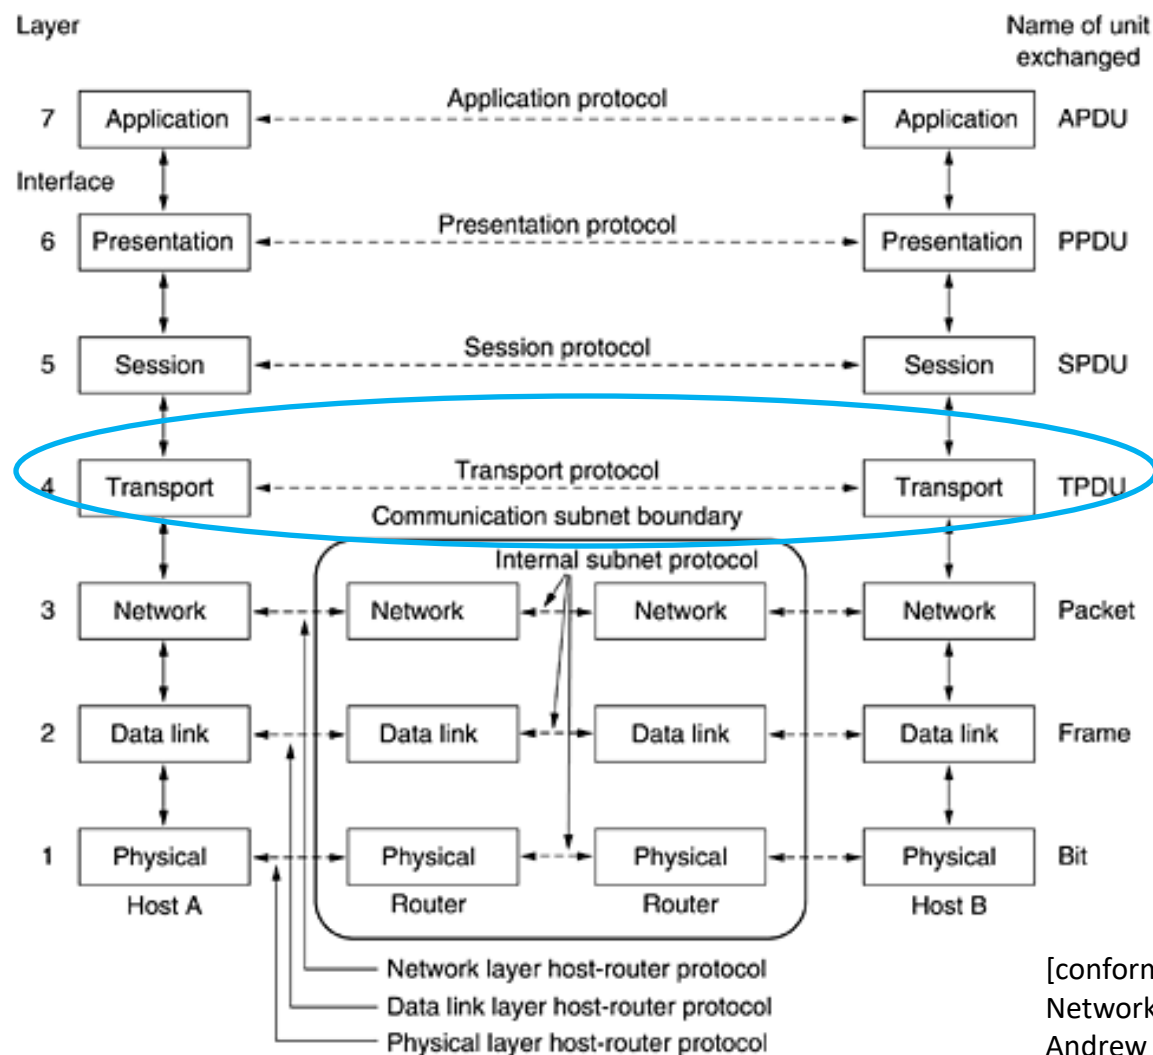 Layer
Name of unit
exchanged
7 Application Application protocol Application APDU
Interface
6 Presentation Presentation protocol Presentation PPDU
5 Session Session protocol Session SPDU
4 Transport Transport protocol Transport TPDU
Communication subnet boundary
Internal subnet protocol
3 Network Network Network Network Packet
2 Data link Data link Data link Data link Frame
1 Physical Physical Physical Physical Bit
Host A Router Router Host B
Network layer host-router protocol
Data link layer host-router protocol
Physical layer host-router protocol
[conform
Network
Andrew